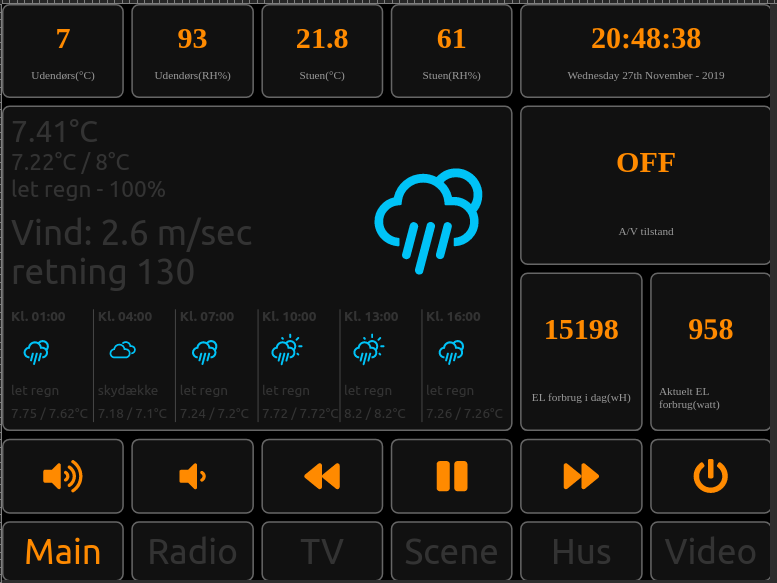 7
Udendørs(°C)
93
Udendørs(RH%)
21.8
Stuen(°C)
61
Stuen(RH%)
20:48:38
Wednesday 27th November - 2019
7.41°C
7.22°C / 8°C
let regn - 100%
Vind: 2.6 m/sec
retning 130
OFF
A/V tilstand
Kl. 01:00 Kl. 04:00 Kl. 07:00 Kl. 10:00 Kl. 13:00 Kl. 16:00
let regn skydække let regn let regn let regn let regn
7.75 / 7.62°C 7.18 / 7.1°C 7.24 / 7.2°C 7.72 / 7.72°C 8.2 / 8.2°C 7.26 / 7.26°C
15198
EL forbrug i dag(wH)
958
Aktuelt EL
forbrug(watt)
Main Radio TV Scene Hus Video